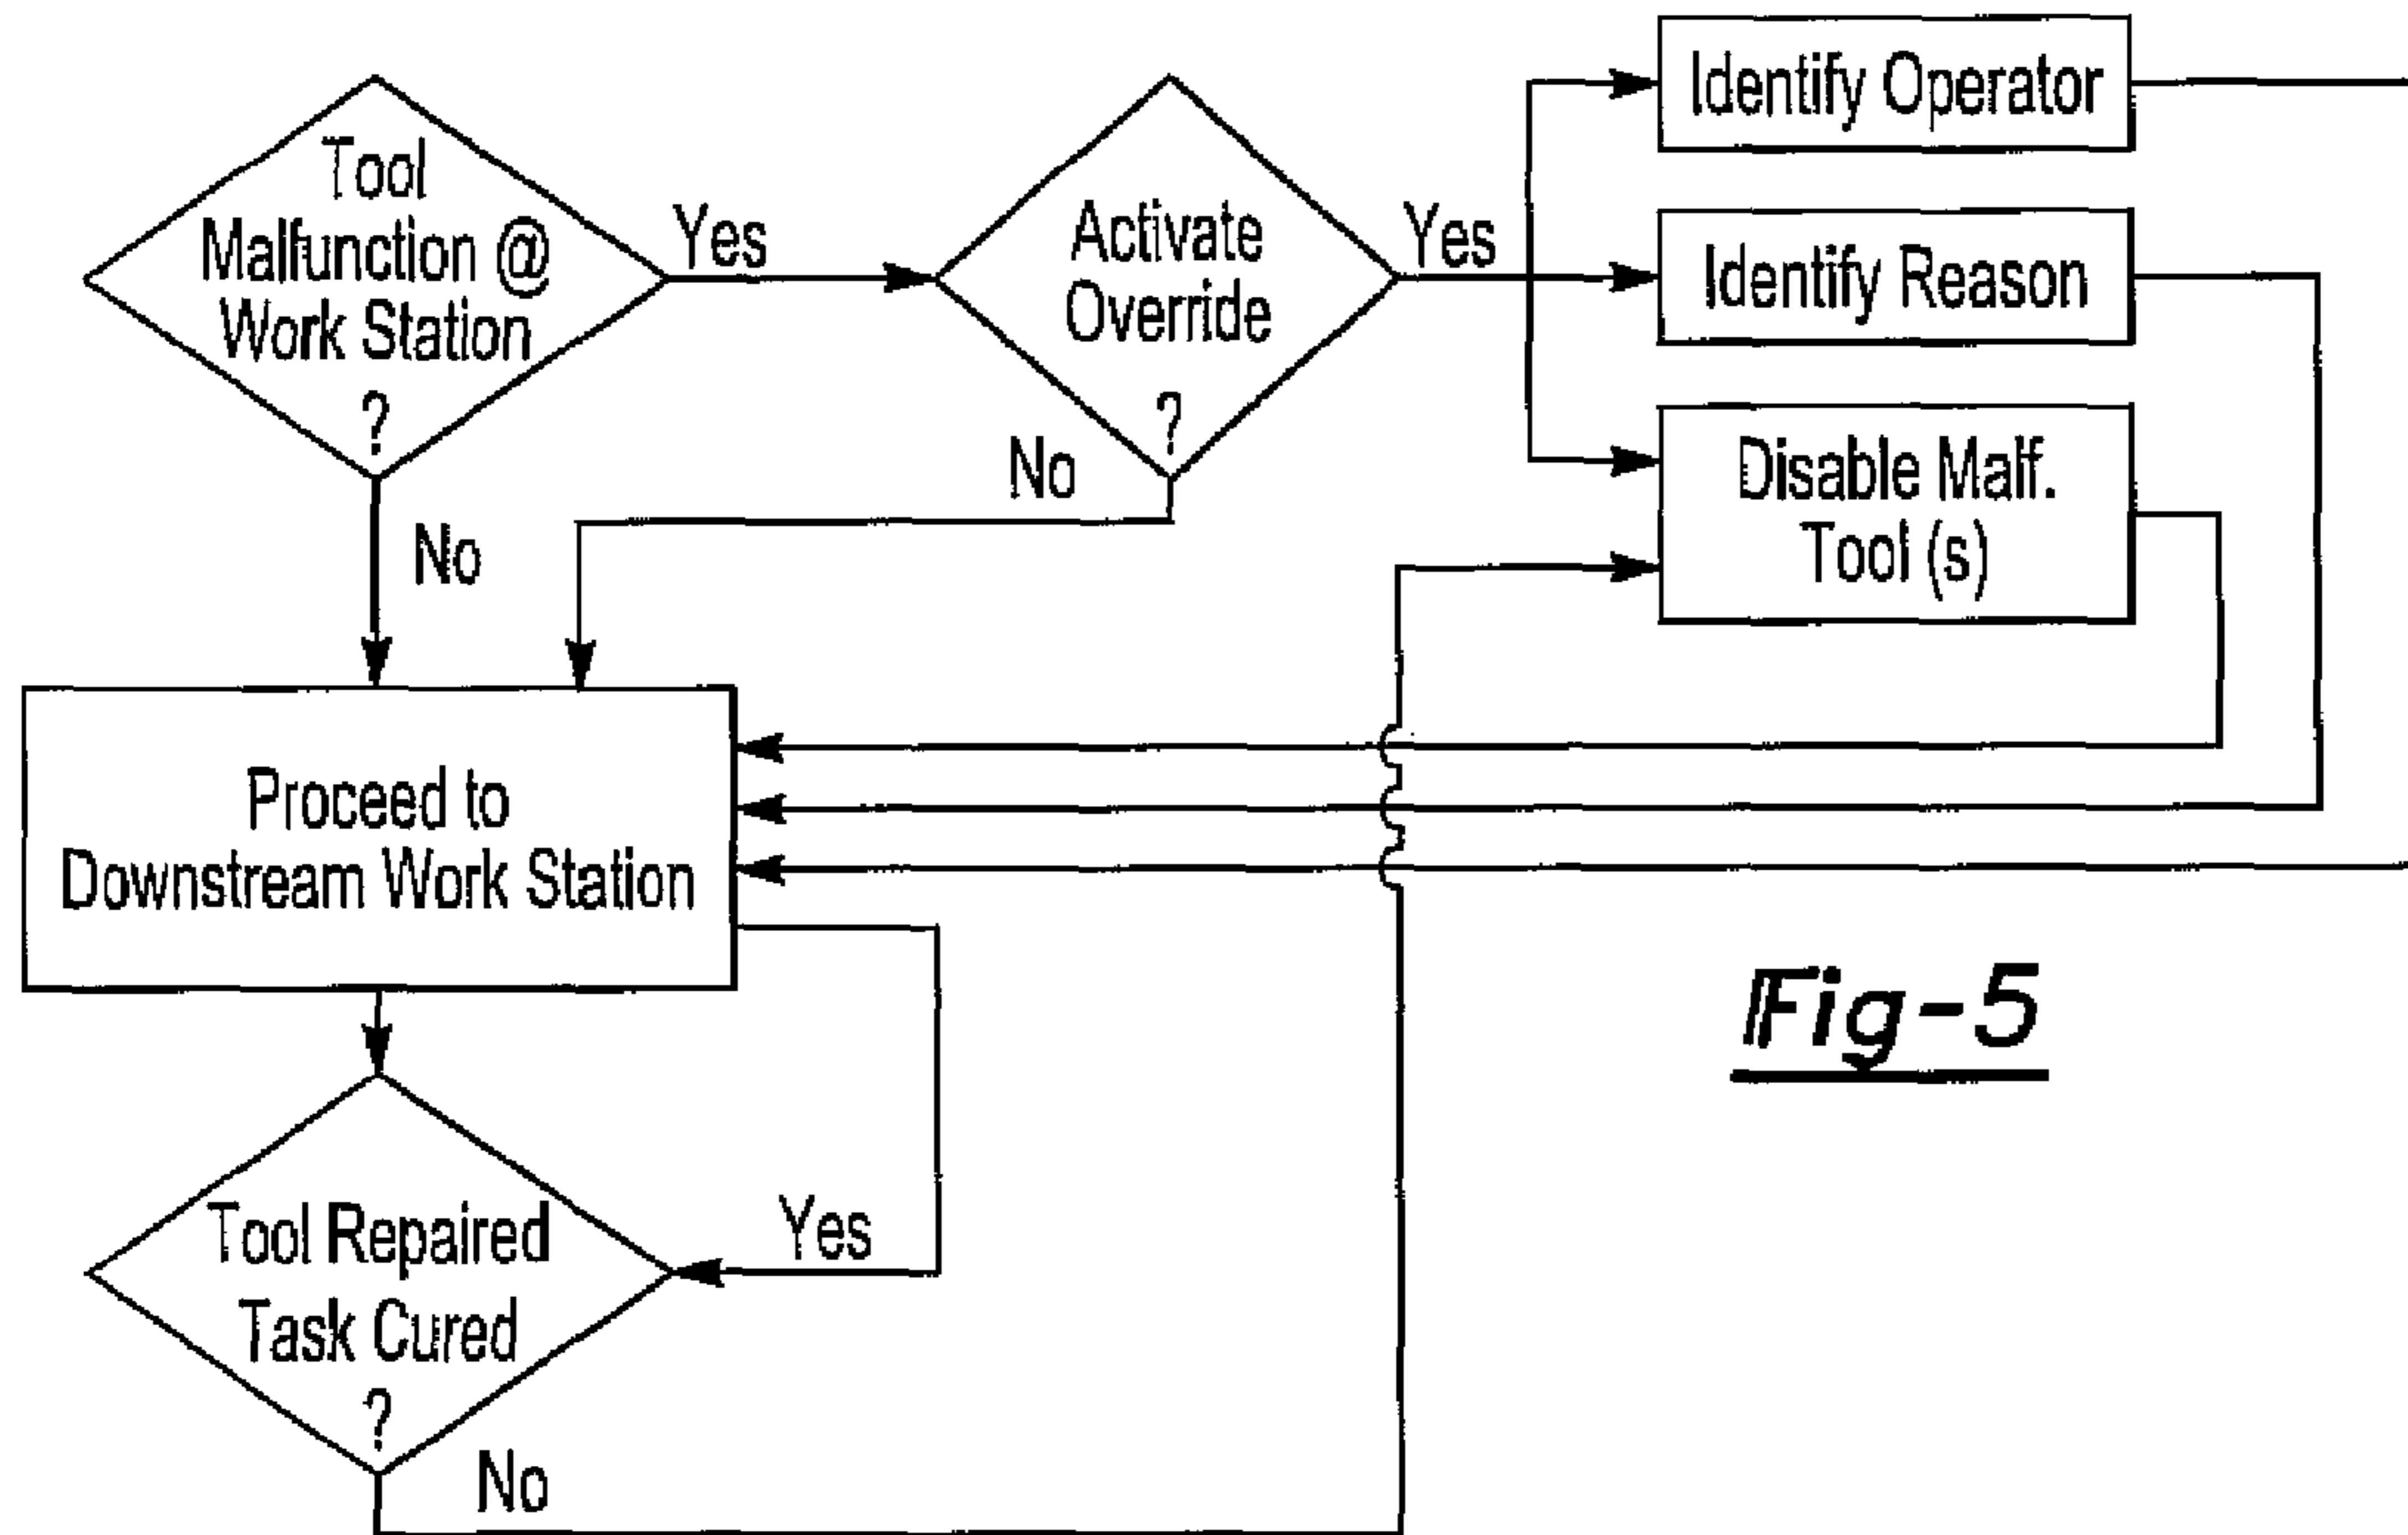 Tool
Malfunction @
Work Station
?
Yes
No
Activate
Override
?
Yes
No
Identify Operator
Identify Reason
Disable Malf.
Tool (s)
Proceed to
Downstream Work Station
Tool Repaired
Task Cured
?
Yes
No
Fig-5